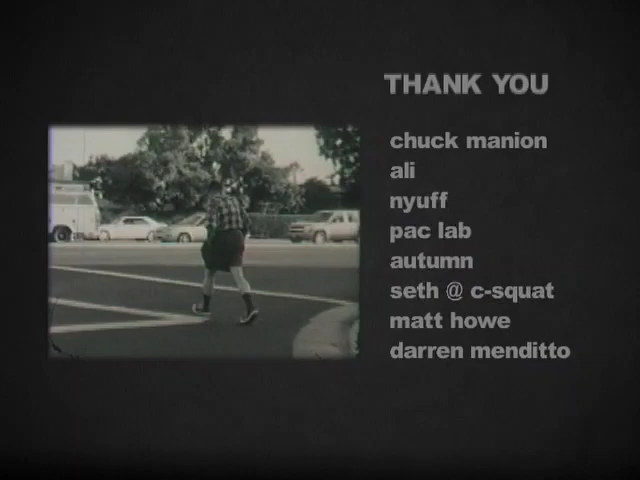 THANK YOU
chuck manion
ali
nyuff
pac lab
autumn
seth @ c-squat
matt howe
darren menditto